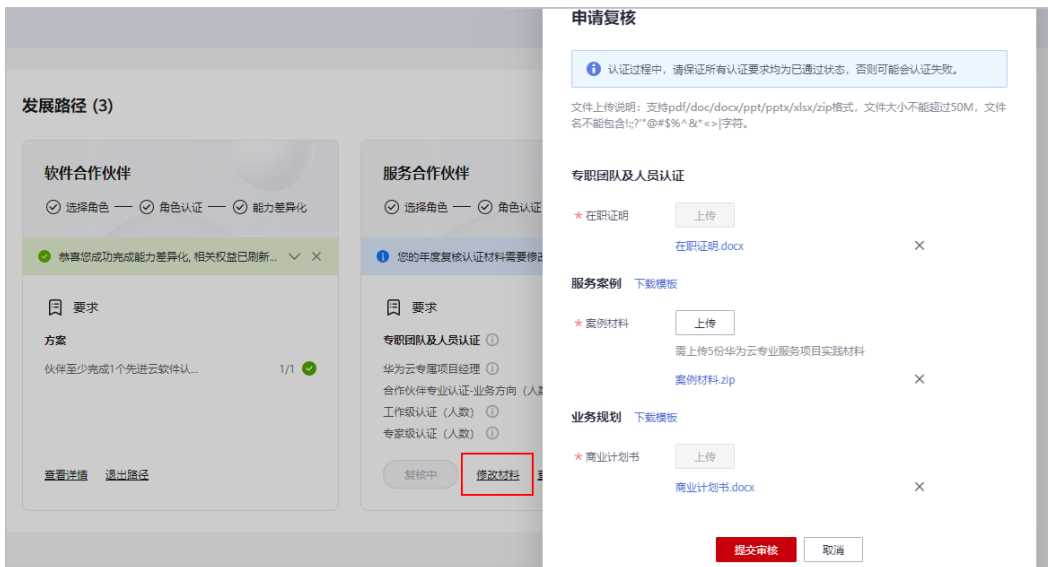 发展路径 (3)
软件合作伙伴
选择角色 — 角色认证 — 能力差异化
恭喜您成功完成能力差异化, 相关权益已刷新...
要求
方案
伙伴至少完成1个先进云软件认...
1/1
查看详情 退出路径
服务合作伙伴
选择角色 — 角色认证
您的年度复核认证材料需要修改
要求
专职团队及人员认证
华为云专属项目经理
合作伙伴专业认证-业务方向（人数
工作级认证（人数）
专家级认证（人数）
复核中 修改材料
申请复核
认证过程中，请保证所有认证要求均为已通过状态，否则可能会认证失败。
文件上传说明：支持pdf/doc/docx/ppt/pptx/xlsx/zip格式，文件大小不能超过50M，文件
名不能包含!:;?'"*@#$%^&*<>|字符。
专职团队及人员认证
* 在职证明 上传
在职证明.docx
服务案例 下载模板
* 案例材料 上传
需上传5份华为云专业服务项目实践材料
案例材料.zip
业务规划 下载模板
* 商业计划书 上传
商业计划书.docx
提交审核 取消